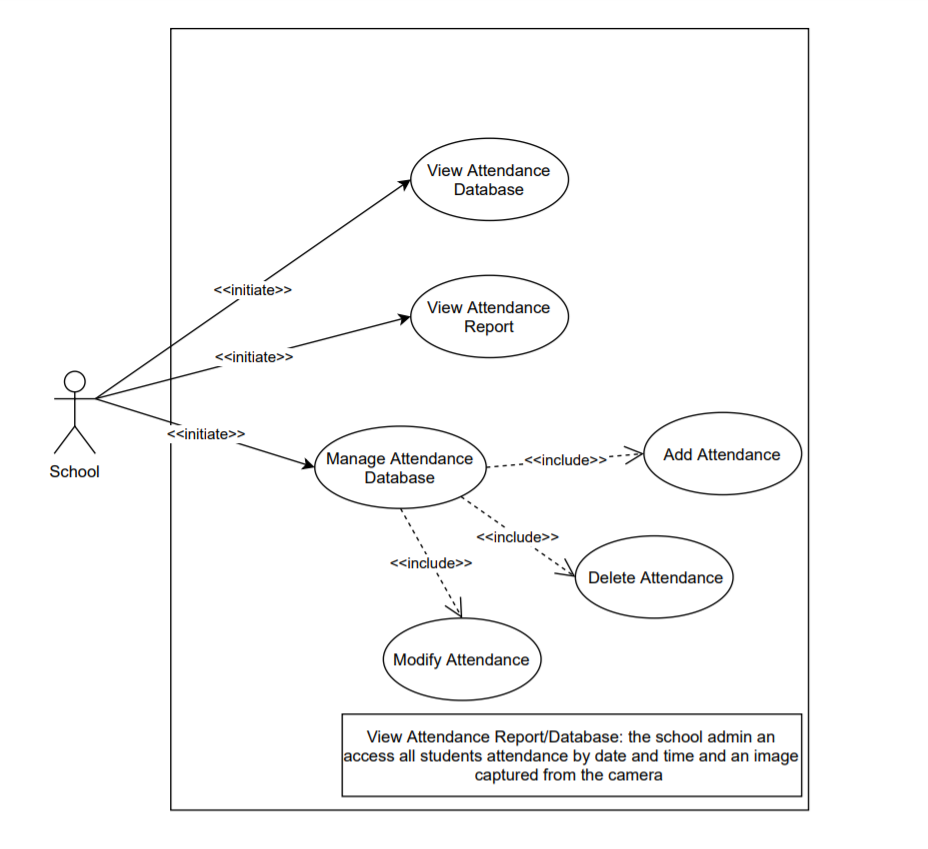 View Attendance
Database
<<initiate>>
View Attendance
Report
<<initiate>>
School
<<initiate>>
Manage Attendance
Database
<<include>>
Add Attendance
<<include>>
<<include>>
Delete Attendance
Modify Attendance
View Attendance Report/Database: the school admin an
access all students attendance by date and time and an image
captured from the camera